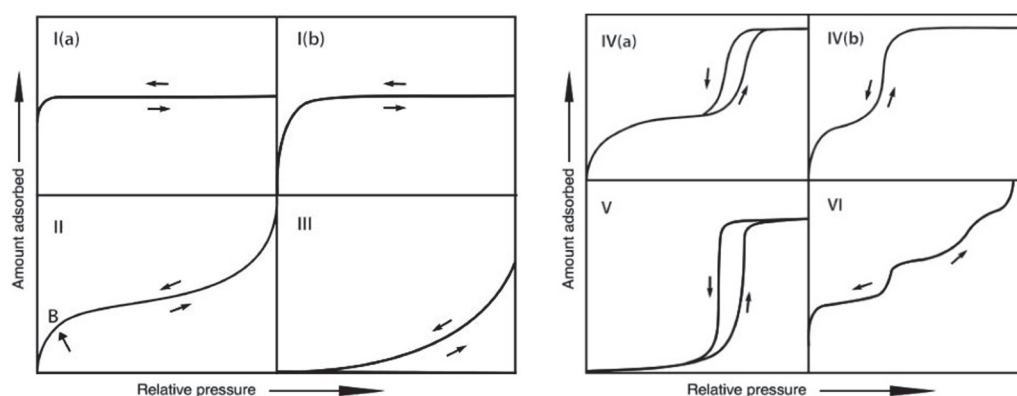 Amount adsorbed
I(a)
I(b)
II
III
B
Relative pressure
Amount adsorbed
IV(a)
IV(b)
V
VI
Relative pressure